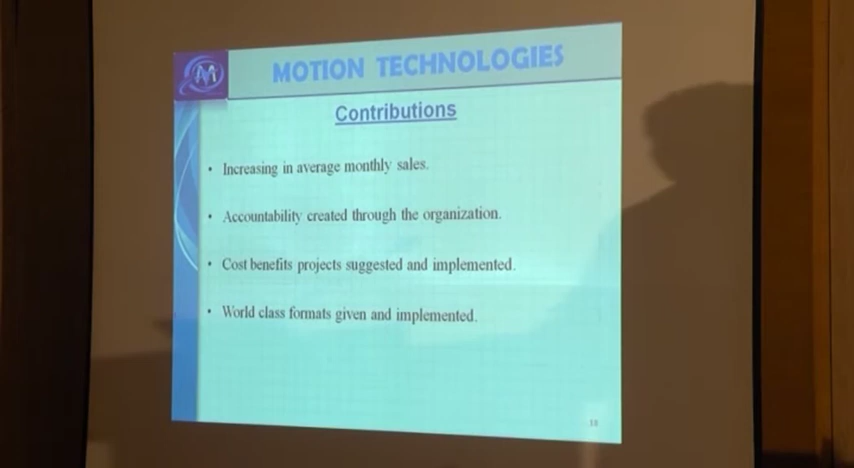 M
MOTION TECHNOLOGIES
Contributions
• Increasing in average monthly sales.
• Accountability created through the organization.
• Cost benefits projects suggested and implemented.
• World class formats given and implemented.